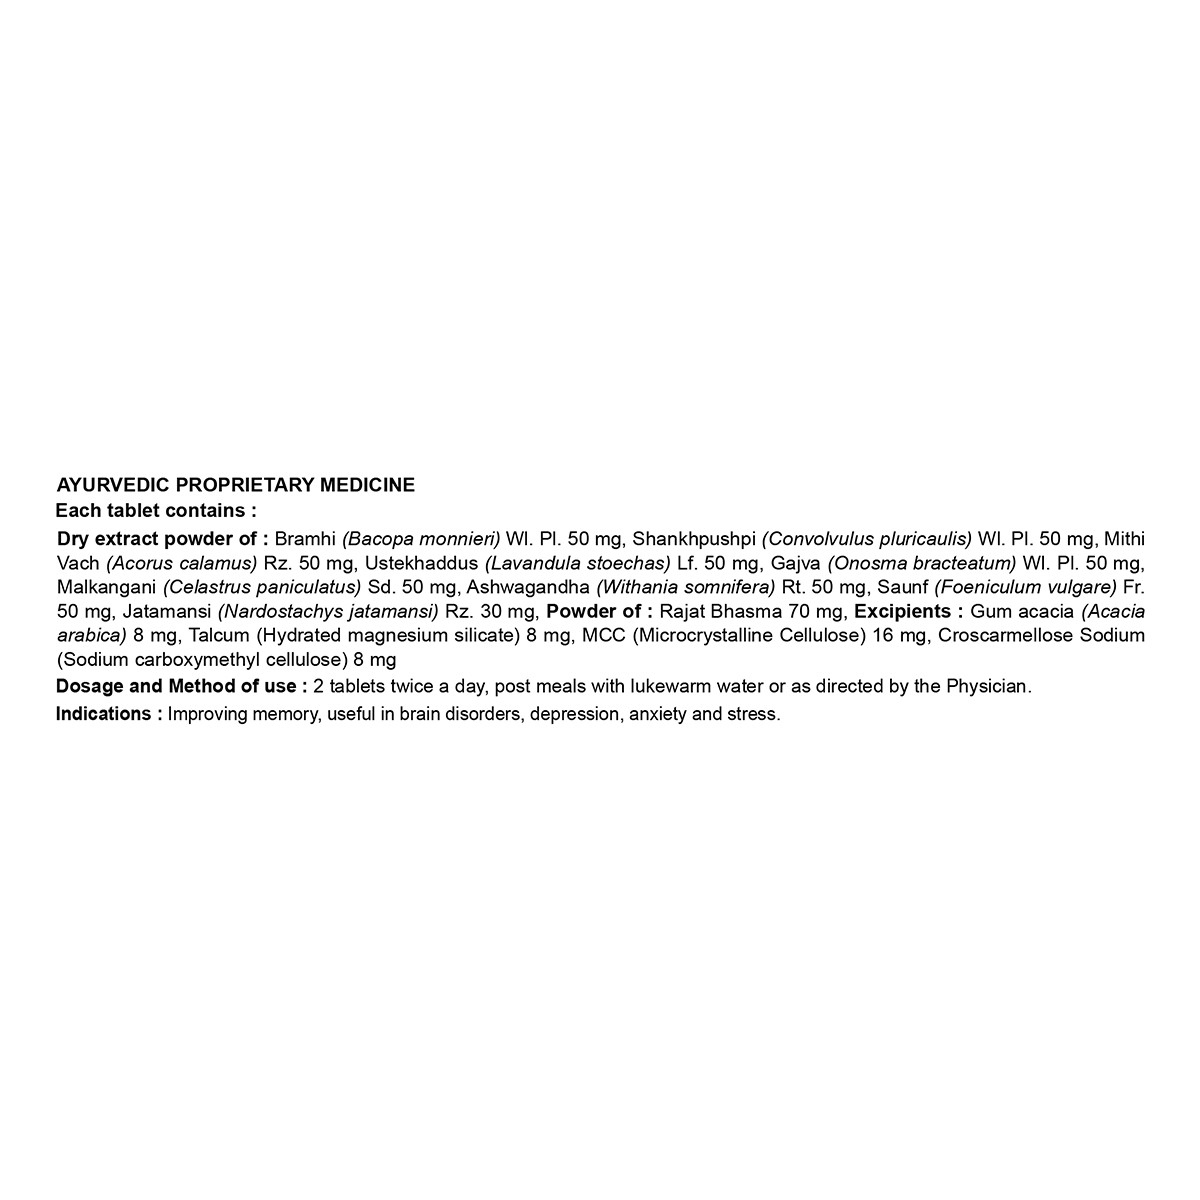 AYURVEDIC PROPRIETARY MEDICINE
Each tablet contains :
Dry extract powder of : Bramhi (Bacopa monnieri) Wl. Pl. 50 mg, Shankhpushpi (Convolvulus pluricaulis) Wl. Pl. 50 mg, Mithi
Vach (Acorus calamus) Rz. 50 mg, Ustekhaddus (Lavandula stoechas) Lf. 50 mg, Gajva (Onosma bracteatum) Wl. Pl. 50 mg,
Malkangani (Celastrus paniculatus) Sd. 50 mg, Ashwagandha (Withania somnifera) Rt. 50 mg, Saunf (Foeniculum vulgare) Fr.
50 mg, Jatamansi (Nardostachys jatamansi) Rz. 30 mg, Powder of : Rajat Bhasma 70 mg, Excipients : Gum acacia (Acacia
arabica) 8 mg, Talcum (Hydrated magnesium silicate) 8 mg, MCC (Microcrystalline Cellulose) 16 mg, Croscarmellose Sodium
(Sodium carboxymethyl cellulose) 8 mg
Dosage and Method of use : 2 tablets twice a day, post meals with lukewarm water or as directed by the Physician.
Indications : Improving memory, useful in brain disorders, depression, anxiety and stress.